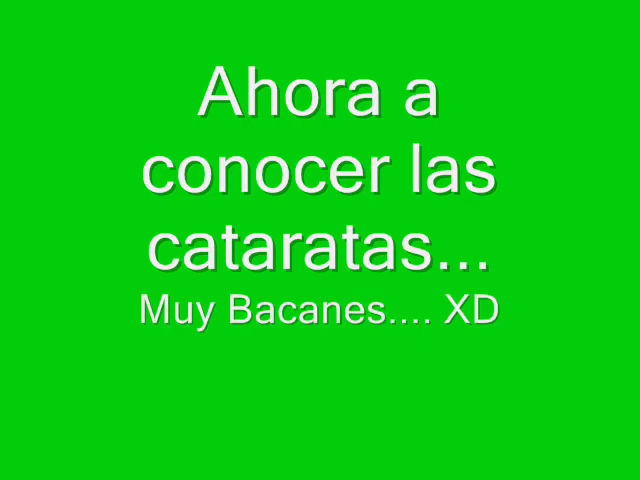 Ahora a
conocer las
cataratas...
Muy Bacanes.... XD